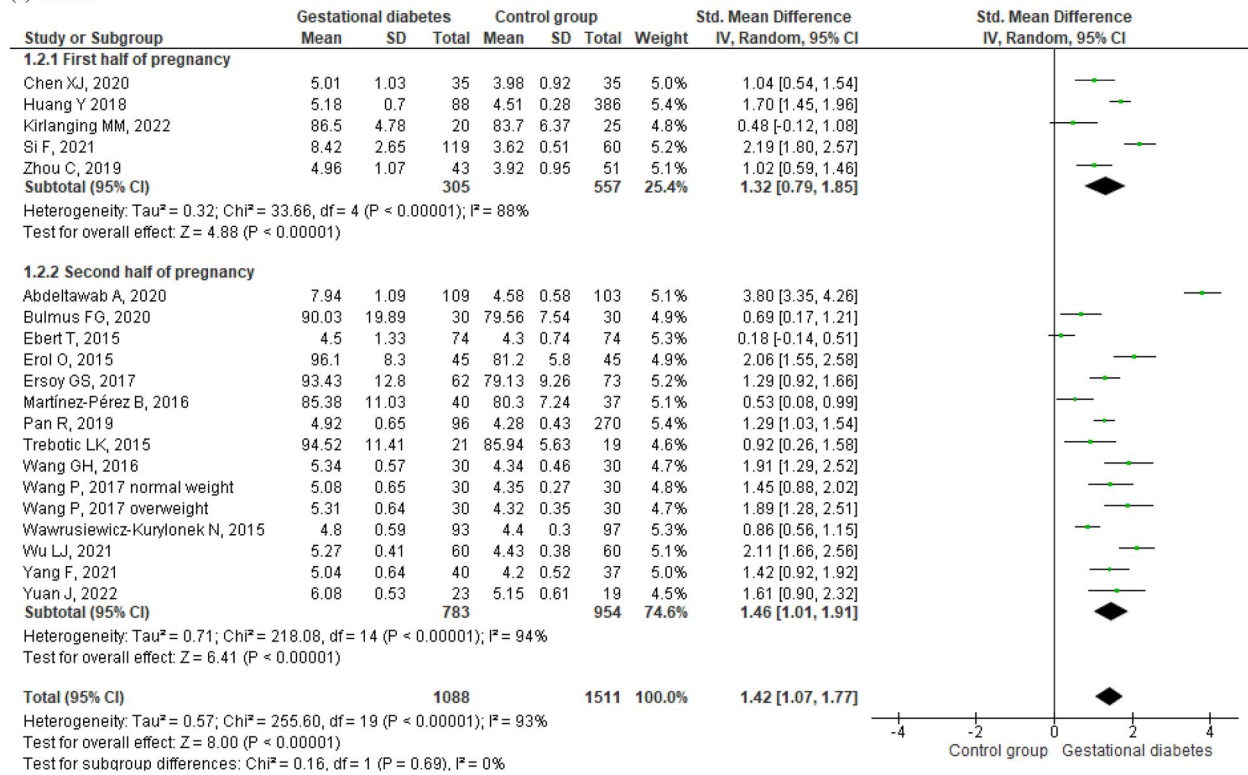 Gestational diabetes Control group Std. Mean Difference Std. Mean Difference
Study or Subgroup Mean SD Total Mean SD Total Weight IV, Random, 95% CI IV, Random, 95% CI
1.2.1 First half of pregnancy
Chen XJ, 2020 5.01 1.03 35 3.98 0.92 35 5.0% 1.04 [0.54, 1.54]
Huang Y 2018 5.18 0.7 88 4.51 0.28 386 5.4% 1.70 [1.45, 1.96]
Kirlanging MM, 2022 86.5 4.78 20 83.7 6.37 25 4.8% 0.48 [-0.12, 1.08]
Si F, 2021 8.42 2.65 119 3.62 0.51 60 5.2% 2.19 [1.80, 2.57]
Zhou C, 2019 4.96 1.07 43 3.92 0.95 51 5.1% 1.02 [0.59, 1.46]
Subtotal (95% CI) 305 557 25.4% 1.32 [0.79, 1.85]
Heterogeneity: Tau² = 0.32; Chi² = 33.66, df = 4 (P < 0.00001); I² = 88%
Test for overall effect: Z = 4.88 (P < 0.00001)
1.2.2 Second half of pregnancy
Abdeltawab A, 2020 7.94 1.09 109 4.58 0.58 103 5.1% 3.80 [3.35, 4.26]
Bulmus FG, 2020 90.03 19.89 30 79.56 7.54 30 4.9% 0.69 [0.17, 1.21]
Ebert T, 2015 4.5 1.33 74 4.3 0.74 74 5.3% 0.18 [-0.14, 0.51]
Erol O, 2015 96.1 8.3 45 81.2 5.8 45 4.9% 2.06 [1.55, 2.58]
Ersoy GS, 2017 93.43 12.8 62 79.13 9.26 73 5.2% 1.29 [0.92, 1.66]
Martínez-Pérez B, 2016 85.38 11.03 40 80.3 7.24 37 5.1% 0.53 [0.08, 0.99]
Pan R, 2019 4.92 0.65 96 4.28 0.43 270 5.4% 1.29 [1.03, 1.54]
Trebotic LK, 2015 94.52 11.41 21 85.94 5.63 19 4.6% 0.92 [0.26, 1.58]
Wang GH, 2016 5.34 0.57 30 4.34 0.46 30 4.7% 1.91 [1.29, 2.52]
Wang P, 2017 normal weight 5.08 0.65 30 4.35 0.27 30 4.8% 1.45 [0.88, 2.02]
Wang P, 2017 overweight 5.31 0.64 30 4.32 0.35 30 4.7% 1.89 [1.28, 2.51]
Wawrusiewicz-Kurylonek N, 2015 4.8 0.59 93 4.4 0.3 97 5.3% 0.86 [0.56, 1.15]
Wu LJ, 2021 5.27 0.41 60 4.43 0.38 60 5.1% 2.11 [1.66, 2.56]
Yang F, 2021 5.04 0.64 40 4.2 0.52 37 5.0% 1.42 [0.92, 1.92]
Yuan J, 2022 6.08 0.53 23 5.15 0.61 19 4.5% 1.61 [0.90, 2.32]
Subtotal (95% CI) 783 954 74.6% 1.46 [1.01, 1.91]
Heterogeneity: Tau² = 0.71; Chi² = 218.08, df = 14 (P < 0.00001); I² = 94%
Test for overall effect: Z = 6.41 (P < 0.00001)
Total (95% CI) 1088 1511 100.0% 1.42 [1.07, 1.77]
Heterogeneity: Tau² = 0.57; Chi² = 255.60, df = 19 (P < 0.00001); I² = 93%
Test for overall effect: Z = 8.00 (P < 0.00001)
Test for subgroup differences: Chi² = 0.16, df = 1 (P = 0.69), I² = 0%
-4 -2 0 2 4
Control group Gestational diabetes